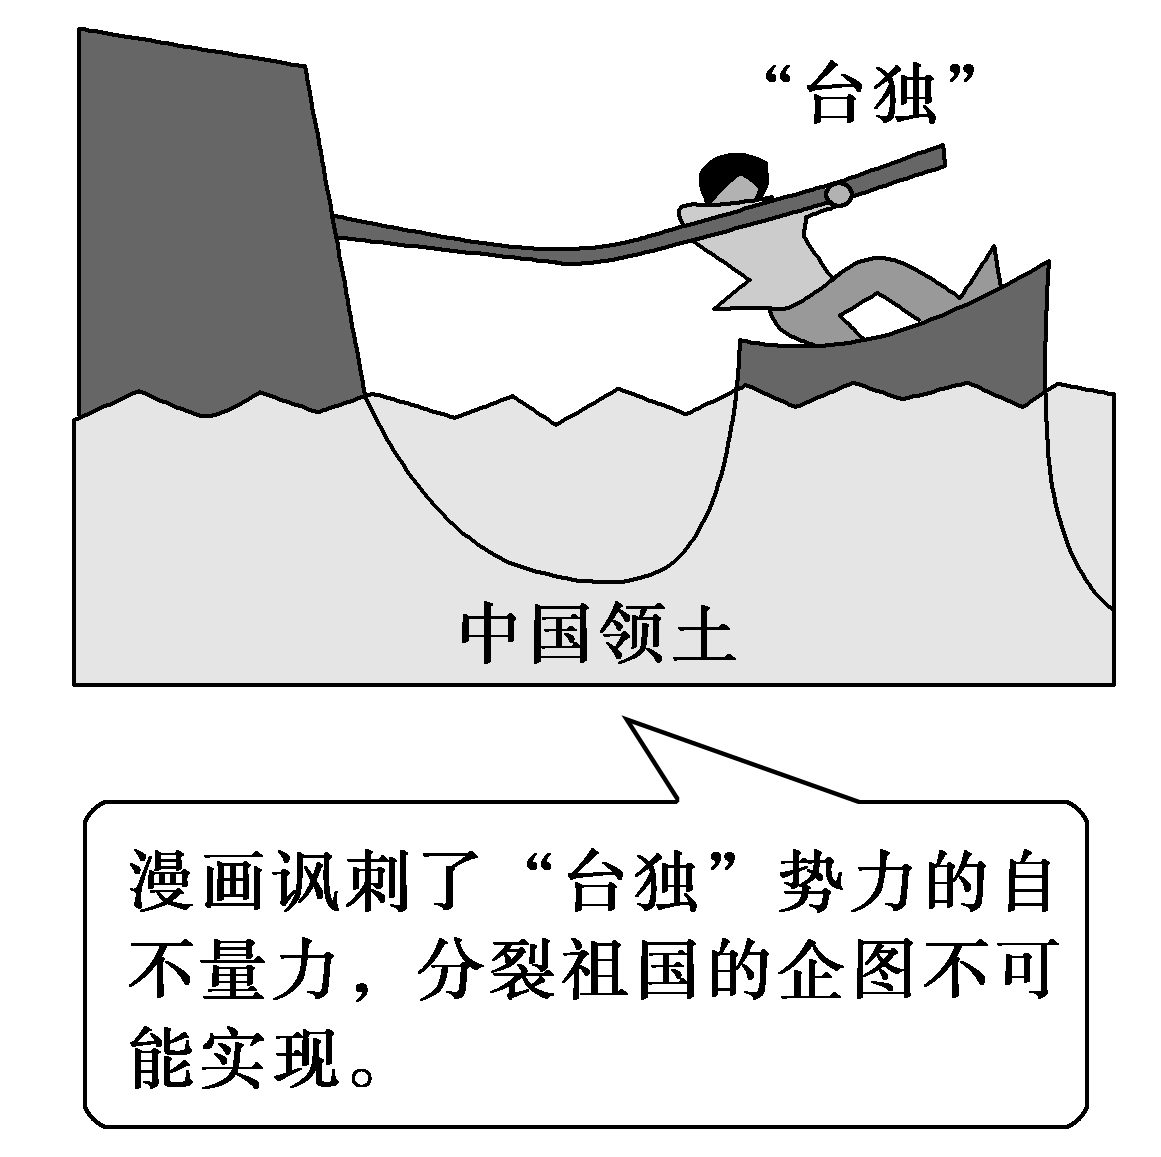 “台独”
中国领土
漫画讽刺了“台独”势力的自
不量力，分裂祖国的企图不可
能实现。